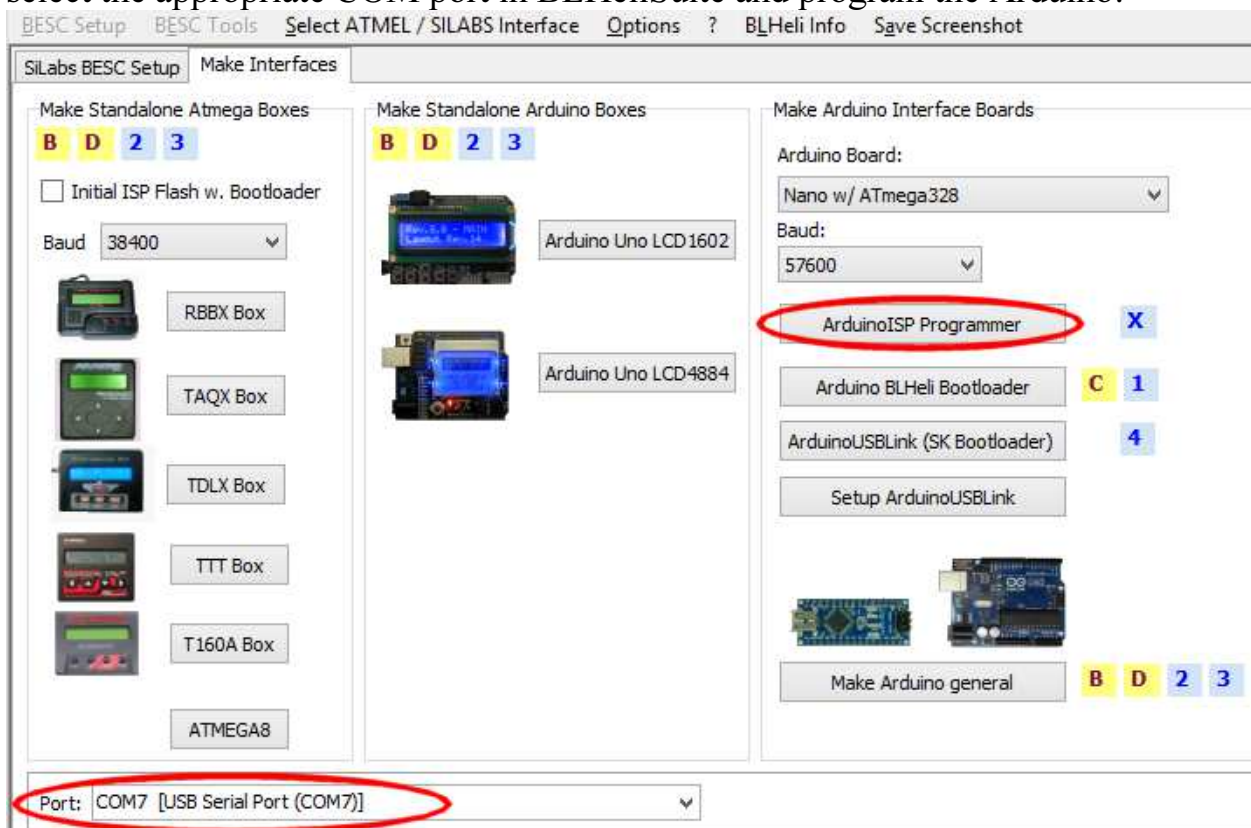 select the appropriate COM port in BLHeliSuite and program the Arduino.
BESC Setup BESC Tools Select ATMEL / SILABS Interface Options ? BLHeli Info Save Screenshot
SiLabs BESC Setup Make Interfaces
Make Standalone Atmega Boxes
B D 2 3
Initial ISP Flash w. Bootloader
Baud 38400
RBBX Box
TAQX Box
TDLX Box
TTT Box
T160A Box
ATMEGA8
Make Standalone Arduino Boxes
B D 2 3
Arduino Uno LCD1602
Arduino Uno LCD4884
Make Arduino Interface Boards
Arduino Board:
Nano w/ ATmega328
Baud:
57600
ArduinoISP Programmer X
Arduino BLHeli Bootloader C 1
ArduinoUSBLink (SK Bootloader) 4
Setup ArduinoUSBLink
Make Arduino general B D 2 3
Port: COM7 [USB Serial Port (COM7)]